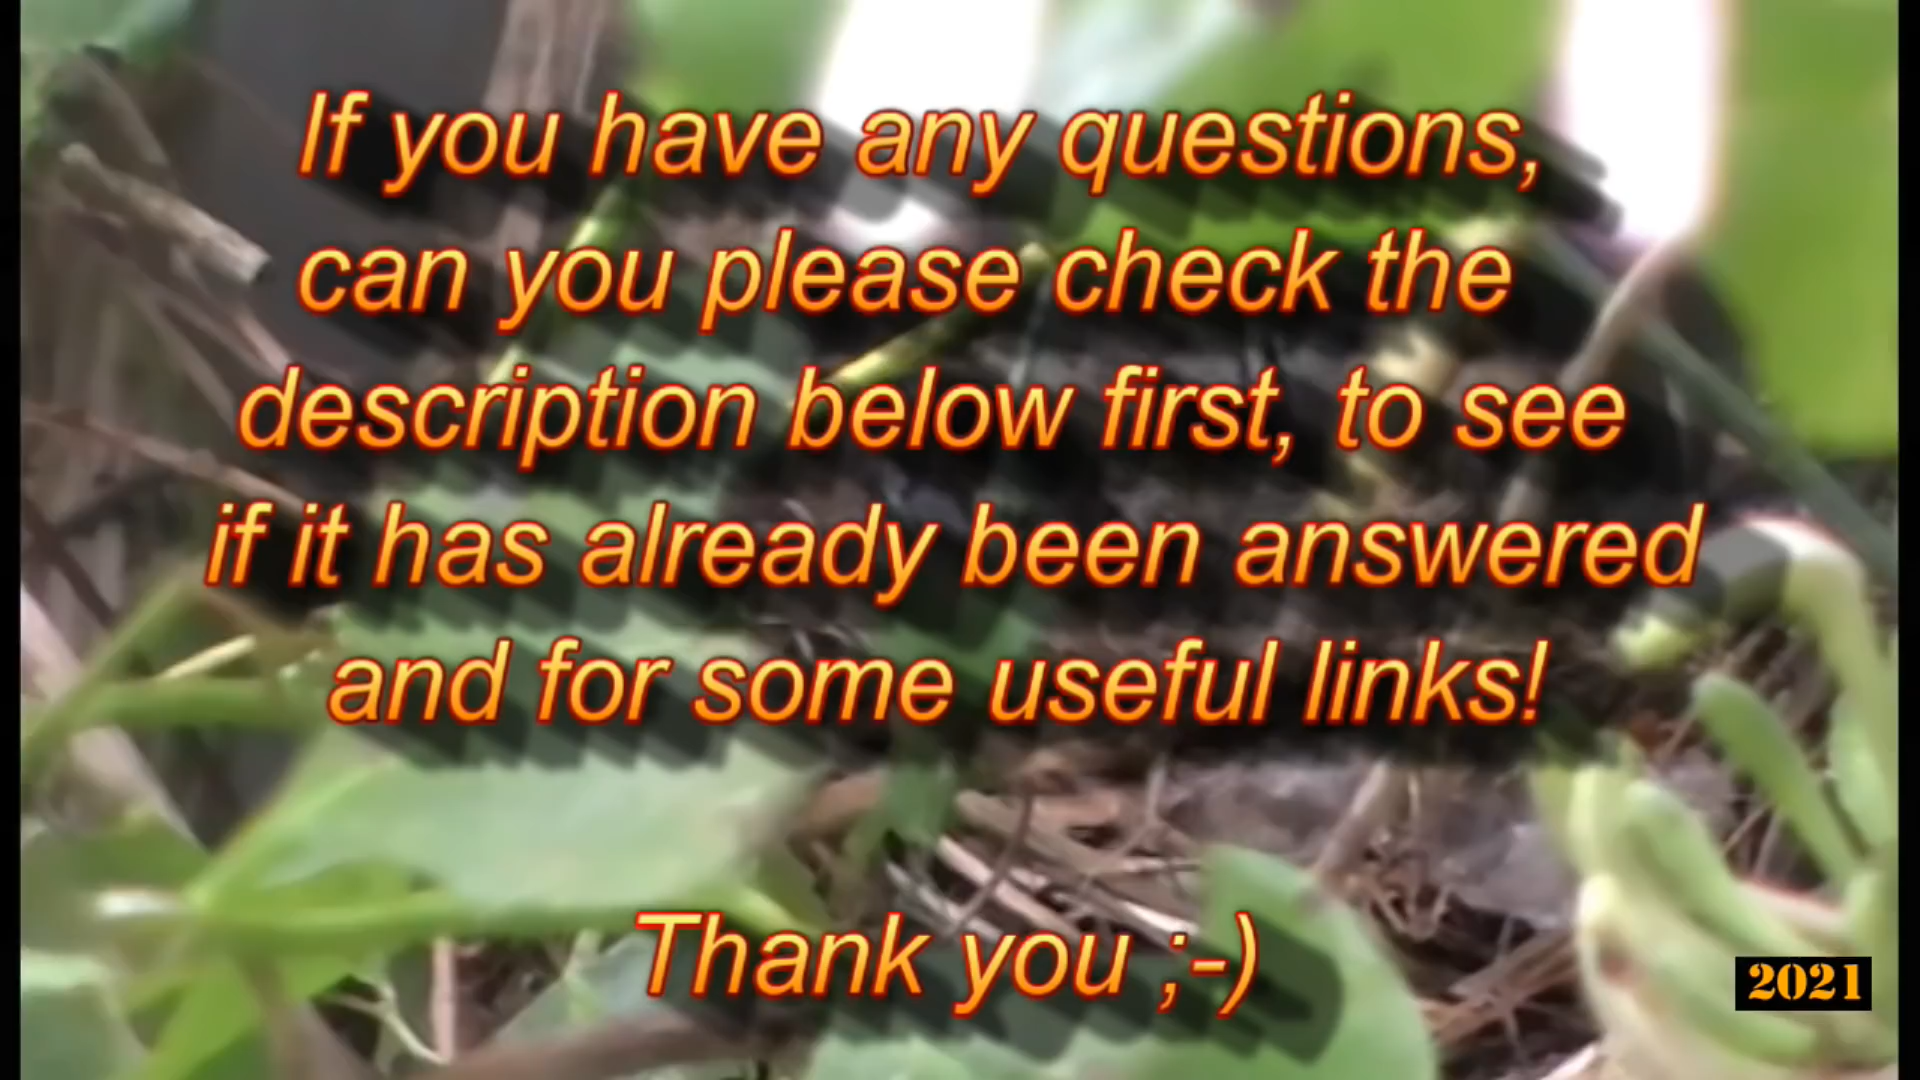 If you have any questions,
can you please check the
description below first, to see
if it has already been answered
and for some useful links!
Thank you ;-)
2021